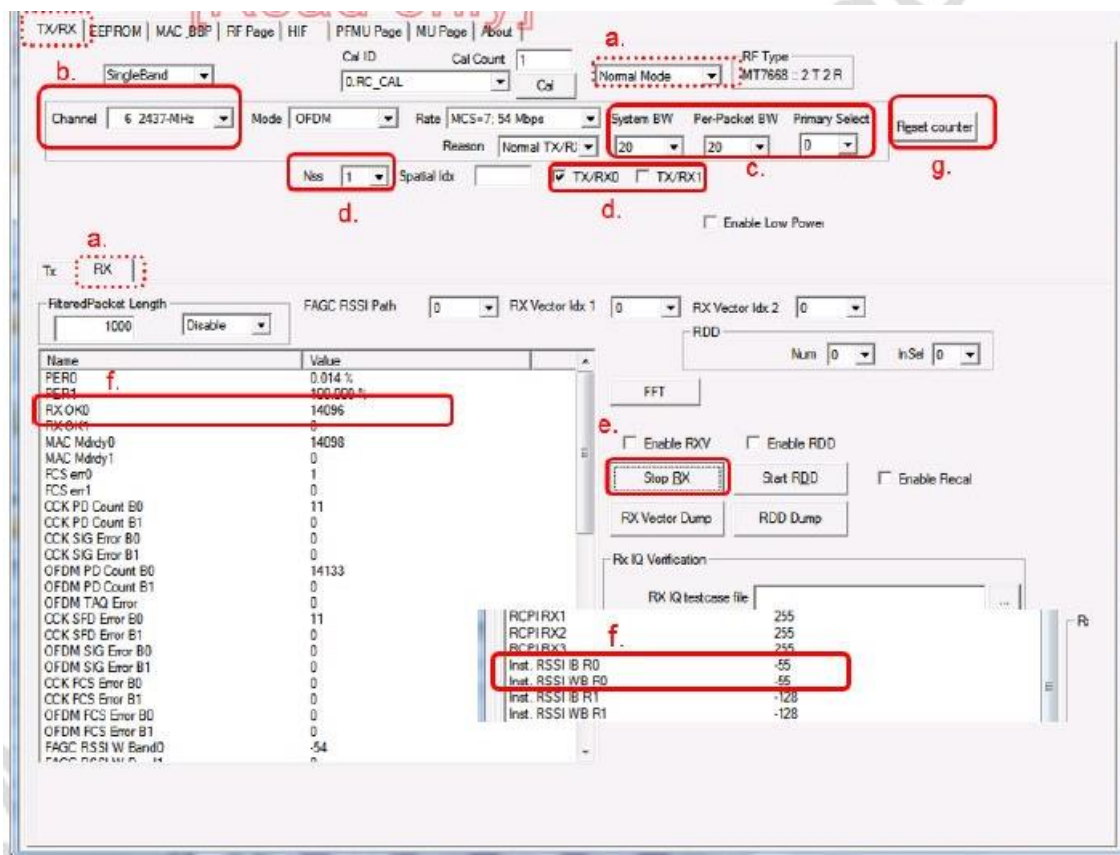 [Read only]
TX/RX EEPROM MAC_BBP RF Page HIF PFMU Page MU Page About
a.
Cal ID Cal Count 1 RF Type
b. SingleBand 0.RC_CAL Cal Normal Mode MT7668 :: 2 T 2 R
Channel 6 2437-MHz Mode OFDM Rate MCS=7; 54 Mbps System BW Per-Packet BW Primary Select Reset counter
Reason Normal TX/R 20 20 0
c. g.
Nss 1 Spatial Idx TX/RX0 TX/RX1
d. d.
Enable Low Power
a.
Tx RX
FilteredPacket Length FAGC RSSI Path 0 RX Vector Idx 1 0 RX Vector Idx 2 0
1000 Disable
RDD
Num 0 InSel 0
Name Value
PER0 0.014 %
f.
PER1 100.000 %
FFT
RX OK0 14096
RX OK1 0
e.
MAC Mdrdy0 14098
Enable RXV Enable RDD
MAC Mdrdy1 0
FCS err0 1
Stop RX Start RDD Enable Recal
FCS err1 0
CCK PD Count B0 11
CCK PD Count B1 0
RX Vector Dump RDD Dump
CCK SIG Error B0 0
CCK SIG Error B1 0
OFDM PD Count B0 14133
Rx IQ Verification
OFDM PD Count B1 0
OFDM TAQ Error 0
RX IQ testcase file ...
CCK SFD Error B0 11
CCK SFD Error B1 0
OFDM SIG Error B0 0
OFDM SIG Error B1 0
CCK FCS Error B0 0
CCK FCS Error B1 0
OFDM FCS Error B0 0
OFDM FCS Error B1 0
FAGC RSSI W Band0 -54
RCPI RX1 255
RCPI RX2 255
f.
RCPI RX3 255
Inst. RSSI IB R0 -55
Inst. RSSI WB R0 -55
Inst. RSSI IB R1 -128
Inst. RSSI WB R1 -128